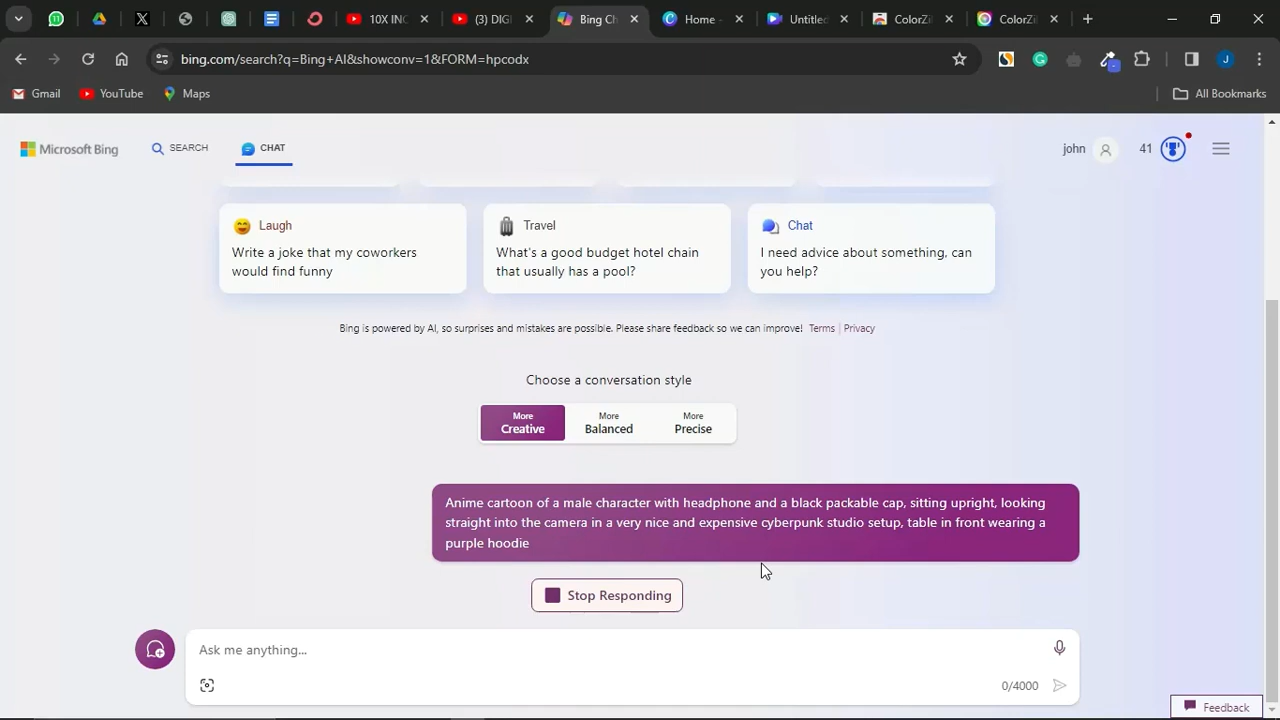 10X INC
(3) DIGI
Bing Ch
Home -
Untitled
ColorZi
ColorZi
bing.com/search?q=Bing+AI&showconv=1&FORM=hpcodx
J
Gmail
YouTube
Maps
All Bookmarks
Microsoft Bing
SEARCH
CHAT
john
41
Laugh
Write a joke that my coworkers
would find funny
Travel
What's a good budget hotel chain
that usually has a pool?
Chat
I need advice about something, can
you help?
Bing is powered by AI, so surprises and mistakes are possible. Please share feedback so we can improve! Terms | Privacy
Choose a conversation style
More
Creative
More
Balanced
More
Precise
Anime cartoon of a male character with headphone and a black packable cap, sitting upright, looking
straight into the camera in a very nice and expensive cyberpunk studio setup, table in front wearing a
purple hoodie
Stop Responding
Ask me anything...
0/4000
Feedback